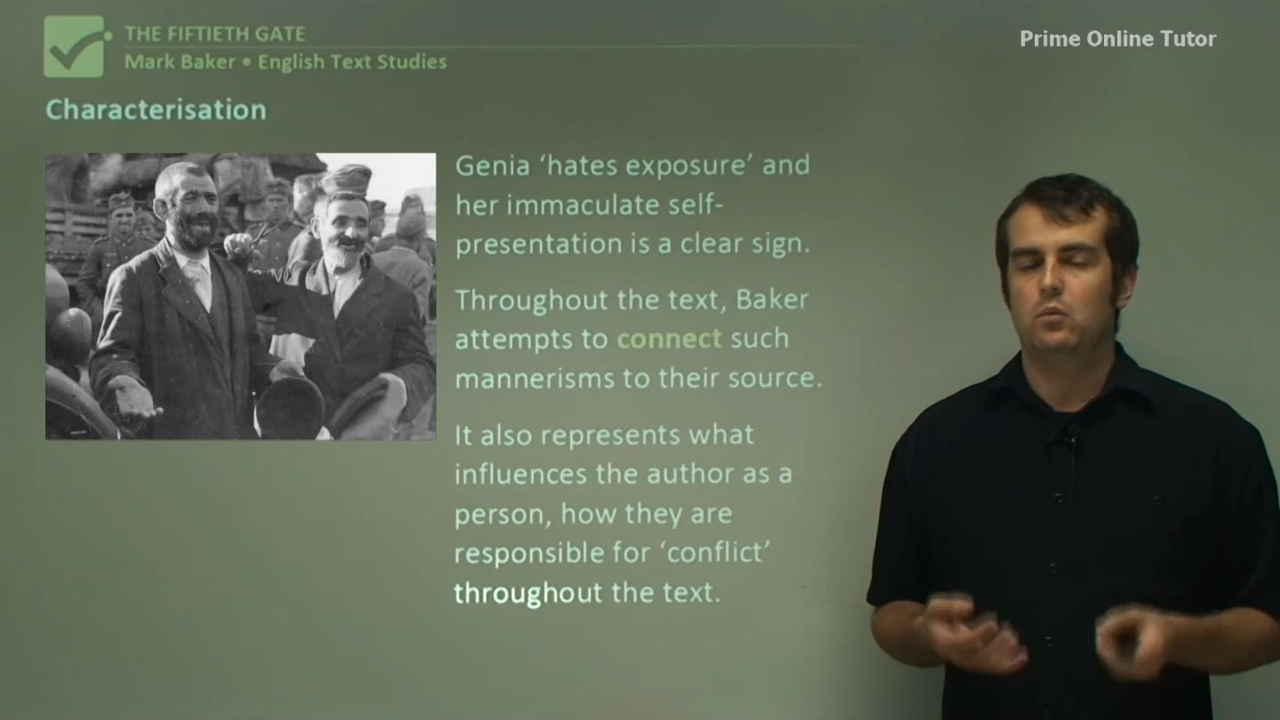 THE FIFTIETH GATE
Mark Baker • English Text Studies
Prime Online Tutor
Characterisation
Genia ‘hates exposure’ and
her immaculate self-
presentation is a clear sign.
Throughout the text, Baker
attempts to connect such
mannerisms to their source.
It also represents what
influences the author as a
person, how they are
responsible for ‘conflict’
throughout the text.